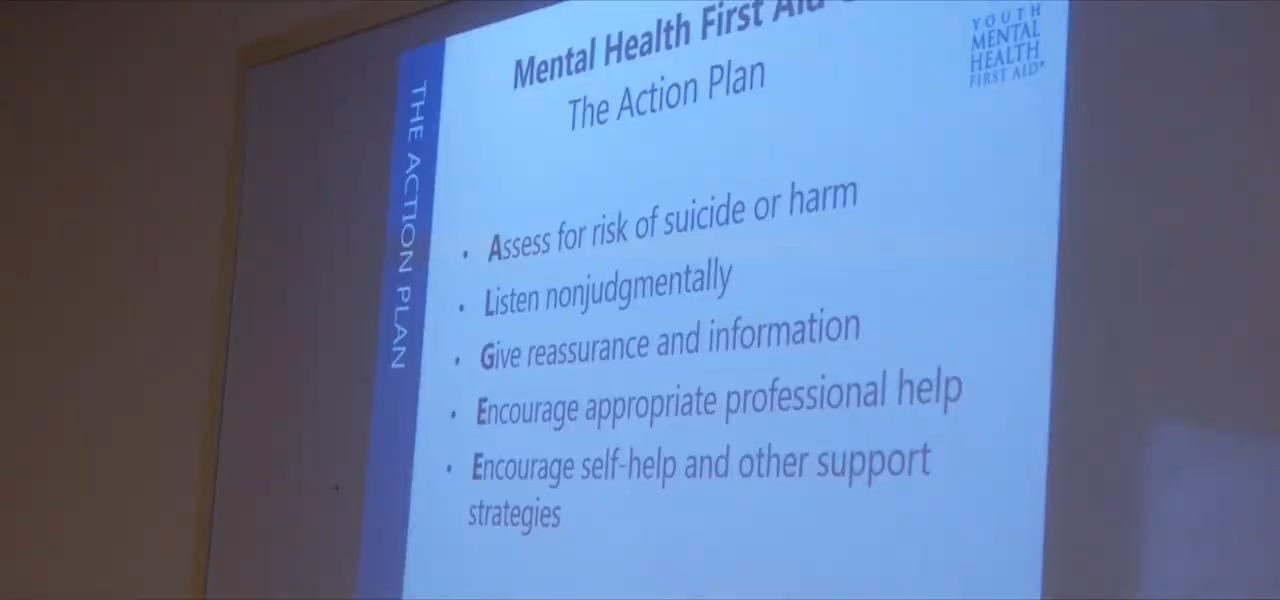 Mental Health First Aid
The Action Plan
YOUTH
MENTAL
HEALTH
FIRST AID®
THE ACTION PLAN
• Assess for risk of suicide or harm
• Listen nonjudgmentally
• Give reassurance and information
• Encourage appropriate professional help
• Encourage self-help and other support
strategies